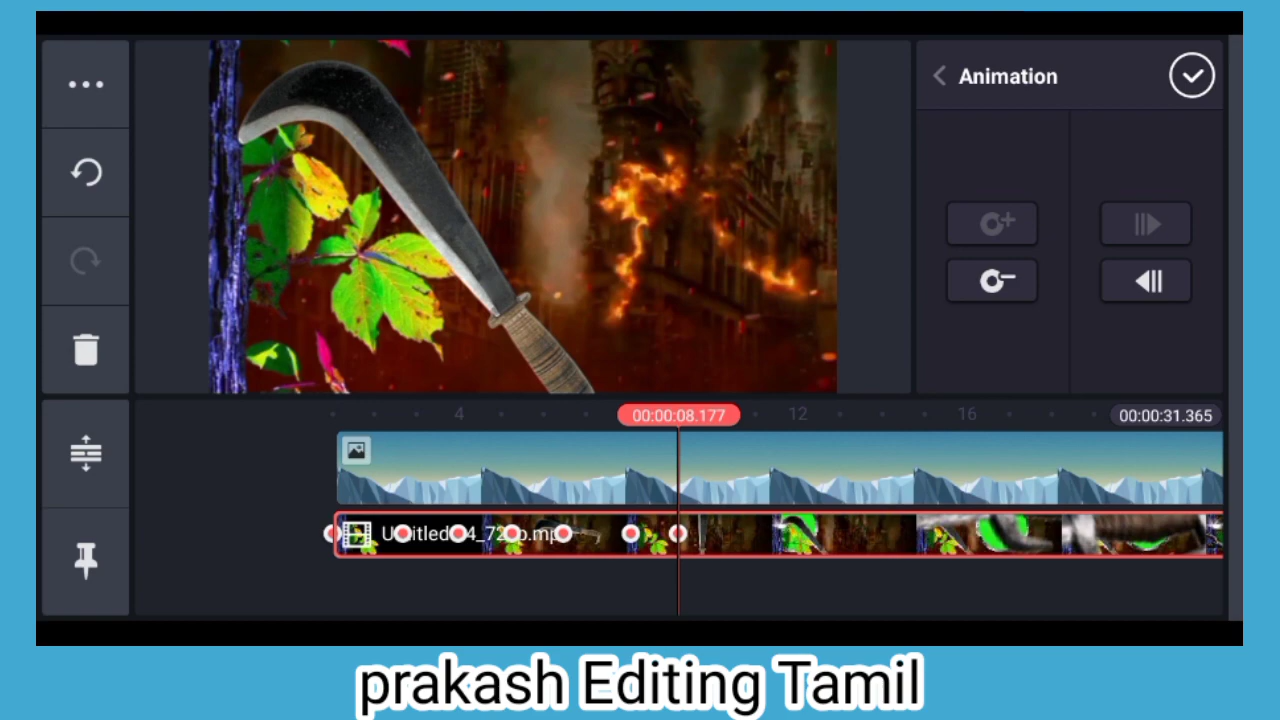 Animation
4
00:00:08.177
12
16
00:00:31.365
prakash Editing Tamil